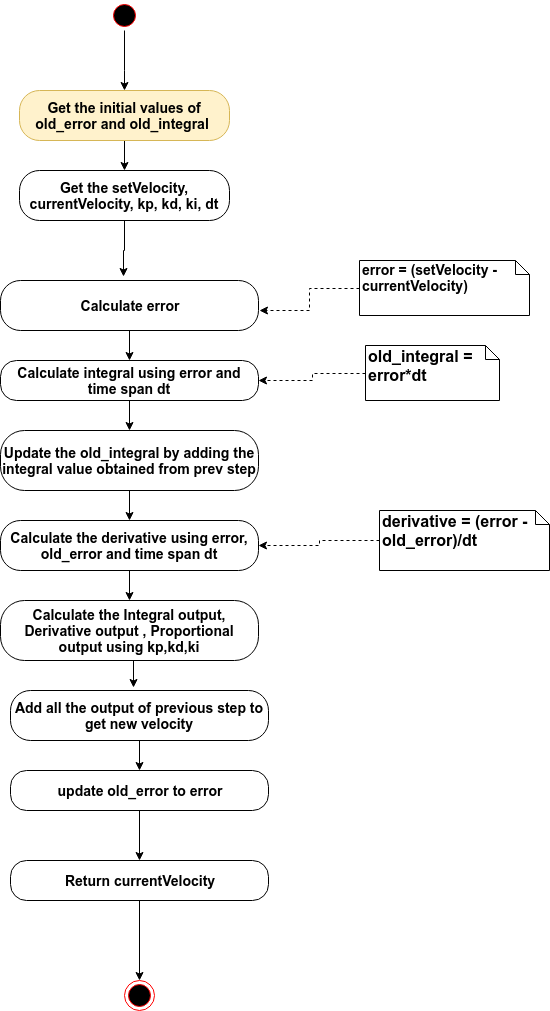 Get the initial values of
old_error and old_integral
Get the setVelocity,
currentVelocity, kp, kd, ki, dt
error = (setVelocity -
currentVelocity)
Calculate error
old_integral =
error*dt
Calculate integral using error and
time span dt
Update the old_integral by adding the
integral value obtained from prev step
derivative = (error -
old_error)/dt
Calculate the derivative using error,
old_error and time span dt
Calculate the Integral output,
Derivative output , Proportional
output using kp,kd,ki
Add all the output of previous step to
get new velocity
update old_error to error
Return currentVelocity